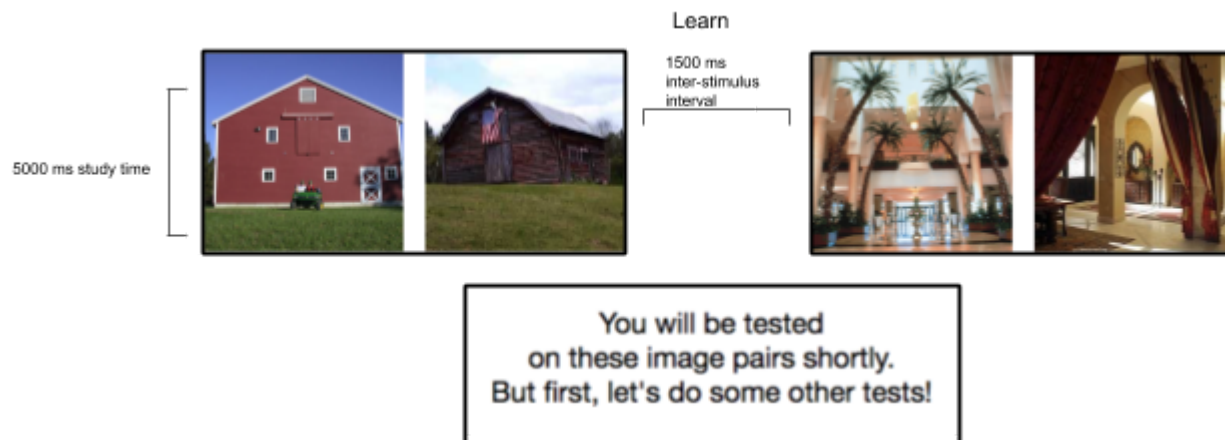 Learn
1500 ms
inter-stimulus
interval
5000 ms study time
You will be tested
on these image pairs shortly.
But first, let's do some other tests!